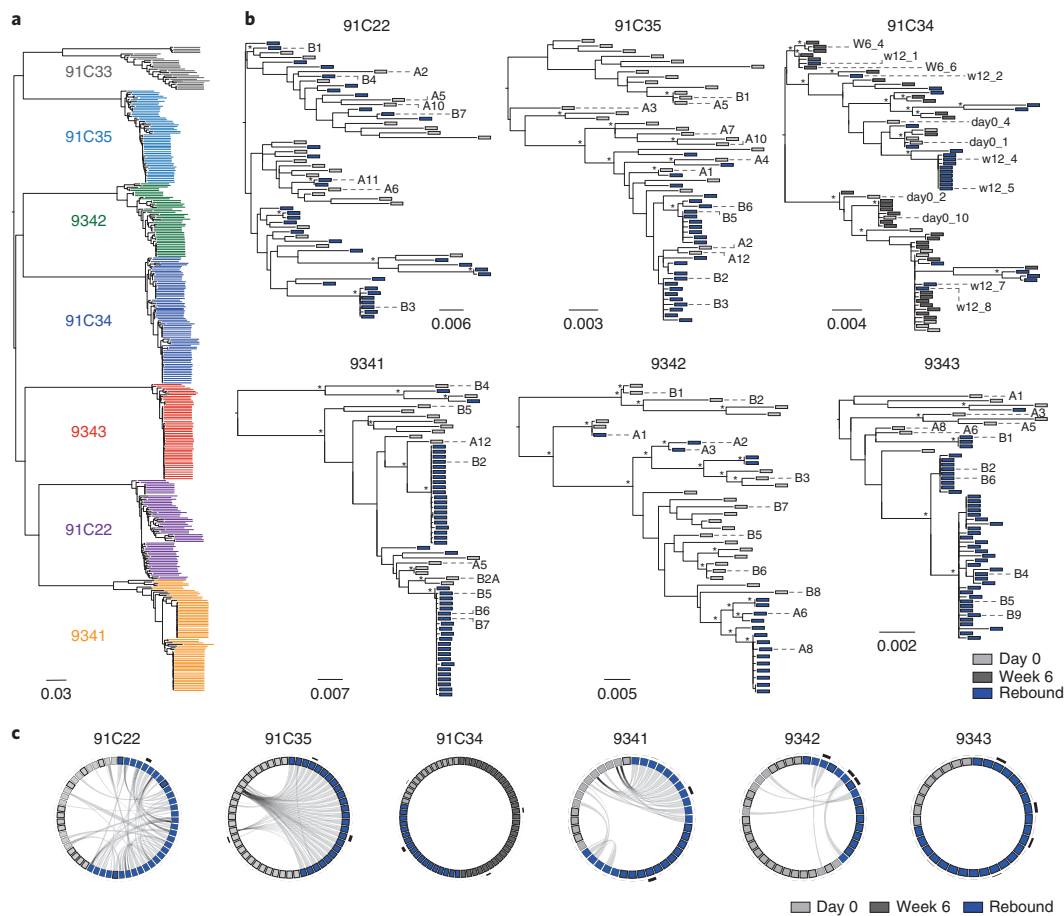 a
91C33
91C35
9342
91C34
9343
91C22
9341
0.03
b
91C22
B1
A2
B4
A5
A10
B7
A11
A6
B3
0.006
91C35
B1
A5
A3
A7
A10
A4
A1
B6
B5
A2
A12
B2
B3
0.003
91C34
W6_4
w12_1
W6_6
w12_2
day0_4
day0_1
w12_4
w12_5
day0_2
day0_10
w12_7
w12_8
0.004
9341
B4
B5
A12
B2
A5
B2A
B5
B6
B7
0.007
9342
B1
B2
A1
A2
A3
B3
B7
B5
B6
B8
A6
A8
0.005
9343
A1
A3
A5
A8
A6
B1
B2
B6
B4
B5
B9
0.002
Day 0
Week 6
Rebound
c
91C22
91C35
91C34
9341
9342
9343
Day 0
Week 6
Rebound